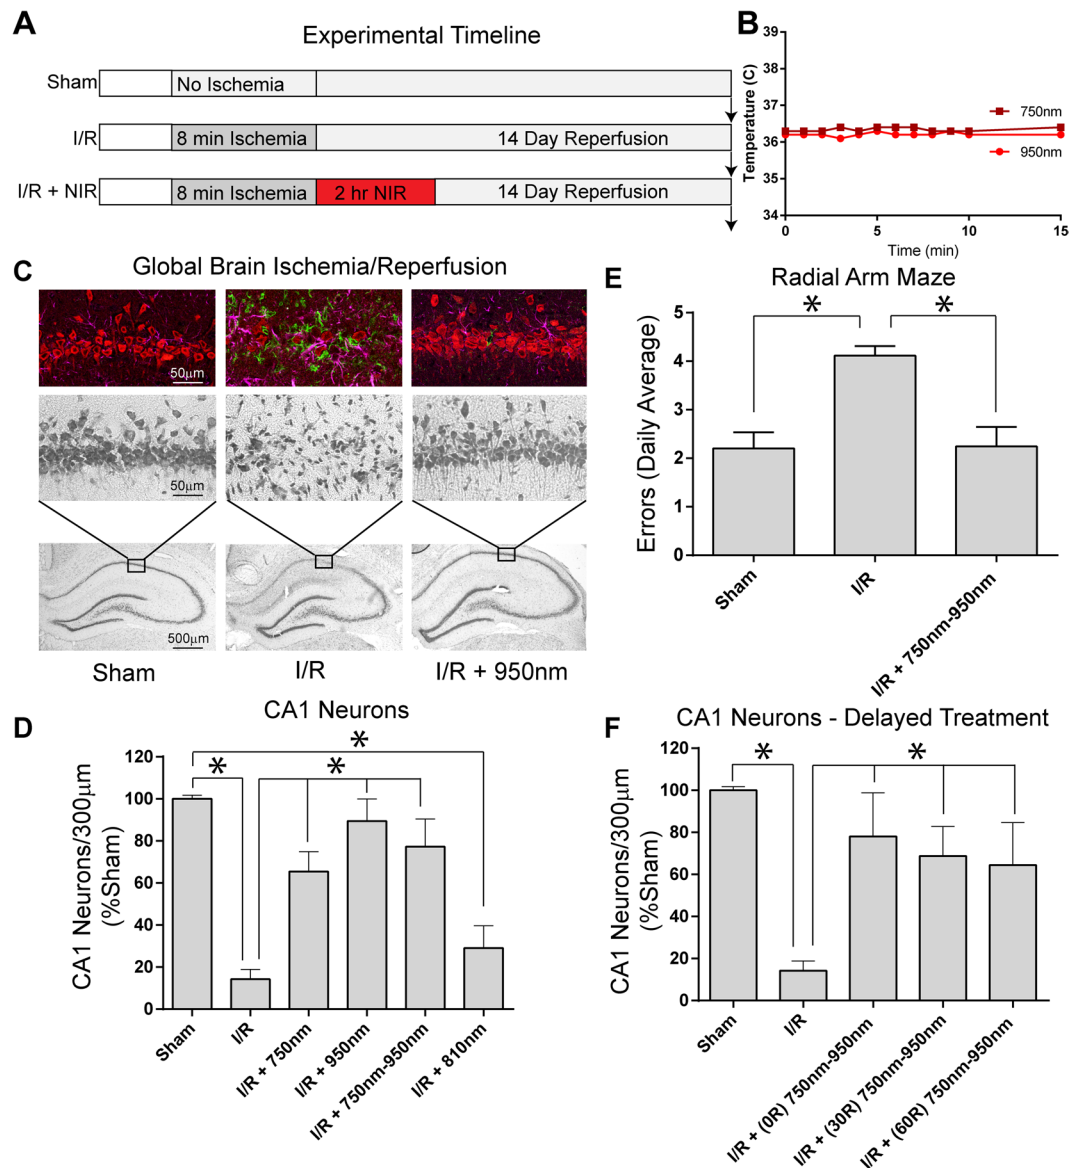 A
Experimental Timeline
Sham
No Ischemia
I/R
8 min Ischemia
14 Day Reperfusion
I/R + NIR
8 min Ischemia
2 hr NIR
14 Day Reperfusion
B
Temperature (C)
39
38
37
36
35
34
0
5
10
15
Time (min)
750nm
950nm
C
Global Brain Ischemia/Reperfusion
50μm
50μm
500μm
Sham
I/R
I/R + 950nm
D
CA1 Neurons
CA1 Neurons/300μm
(%Sham)
120
100
80
60
40
20
0
*
*
*
Sham
I/R
I/R + 750nm
I/R + 950nm
I/R + 750nm-950nm
I/R + 810nm
E
Radial Arm Maze
Errors (Daily Average)
5
4
3
2
1
0
*
*
Sham
I/R
I/R + 750nm-950nm
F
CA1 Neurons - Delayed Treatment
CA1 Neurons/300μm
(%Sham)
120
100
80
60
40
20
0
*
*
Sham
I/R
I/R + (0R) 750nm-950nm
I/R + (30R) 750nm-950nm
I/R + (60R) 750nm-950nm